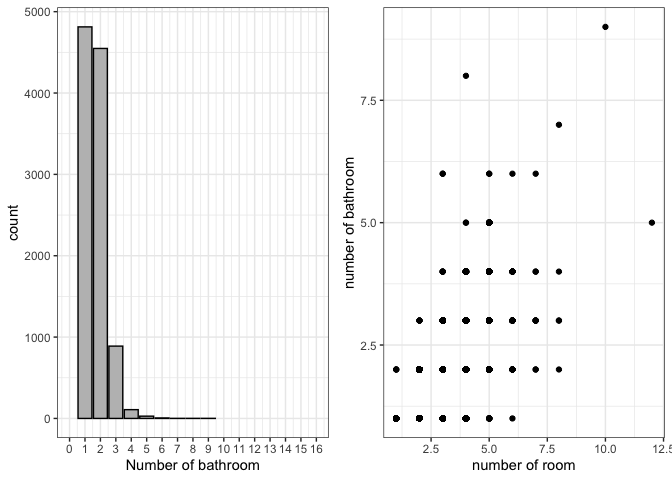 5000
4000
3000
2000
1000
0
count
0 1 2 3 4 5 6 7 8 9 10 11 12 13 14 15 16
Number of bathroom
7.5
5.0
2.5
number of bathroom
2.5 5.0 7.5 10.0 12.5
number of room